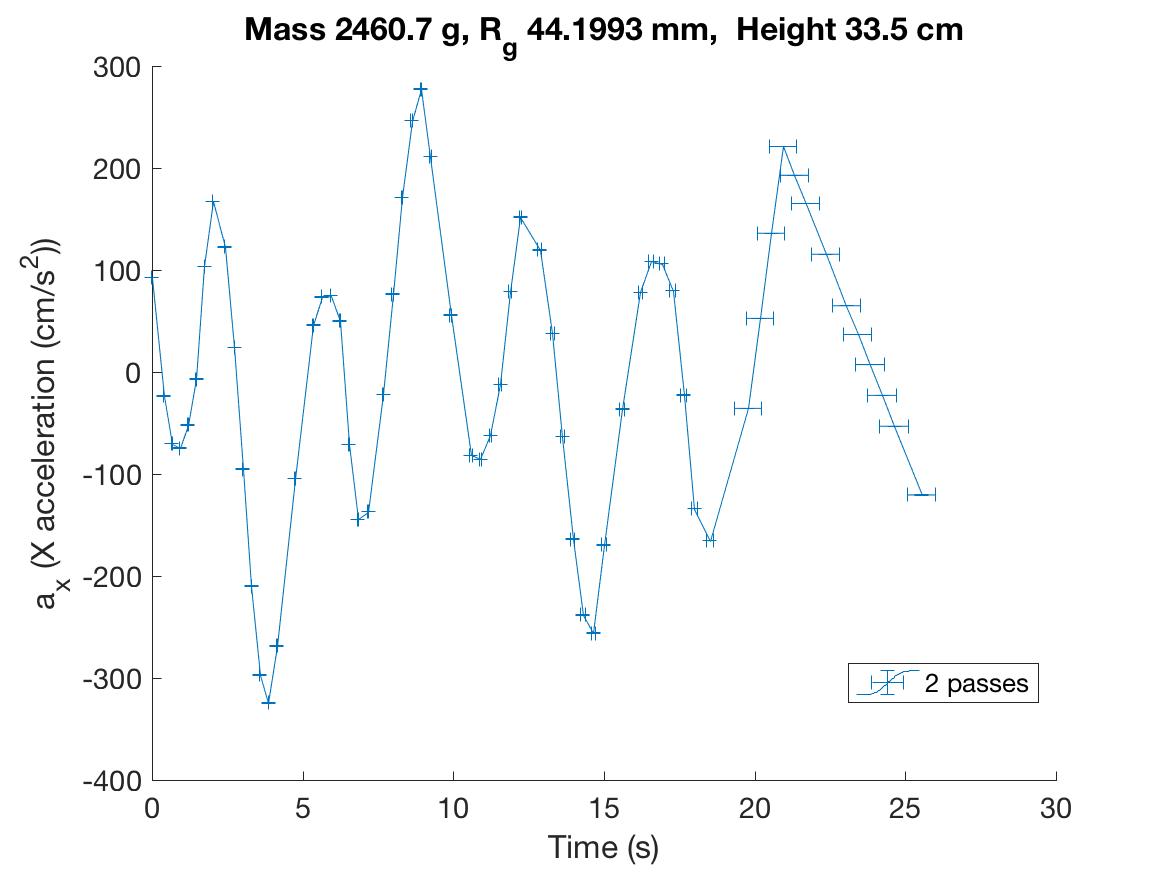 Mass 2460.7 g, Rg 44.1993 mm, Height 33.5 cm
300
200
100
0
-100
-200
-300
-400
ax (X acceleration (cm/s2))
0 5 10 15 20 25 30
Time (s)
2 passes